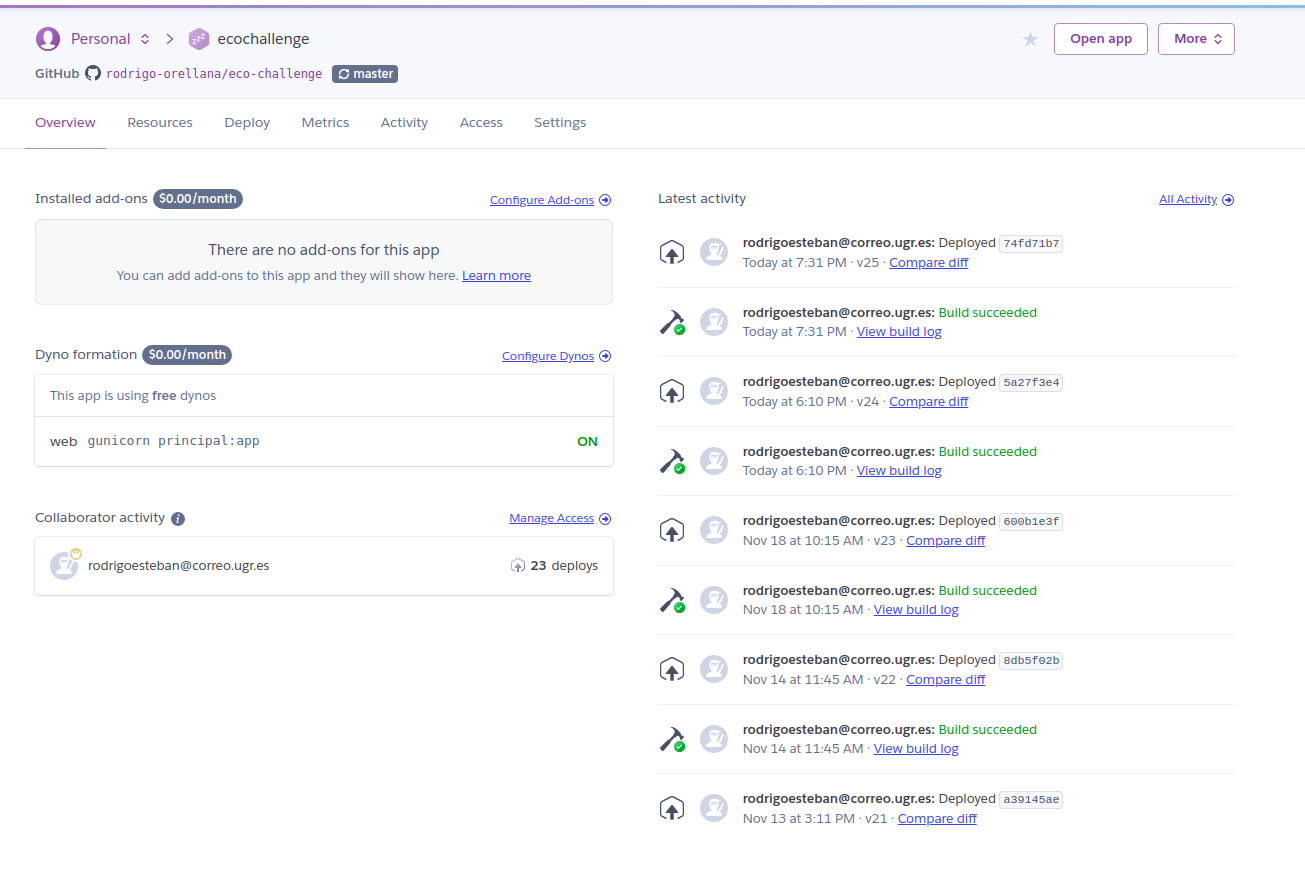 Personal ecochallenge
Open app
More
GitHub rodrigo-orellana/eco-challenge master
Overview Resources Deploy Metrics Activity Access Settings
Installed add-ons $0.00/month Configure Add-ons
There are no add-ons for this app
You can add add-ons to this app and they will show here. Learn more
Dyno formation $0.00/month Configure Dynos
This app is using free dynos
web gunicorn principal:app ON
Collaborator activity Manage Access
rodrigoesteban@correo.ugr.es 23 deploys
Latest activity All Activity
rodrigoesteban@correo.ugr.es: Deployed 74fd71b7
Today at 7:31 PM · v25 · Compare diff
rodrigoesteban@correo.ugr.es: Build succeeded
Today at 7:31 PM · View build log
rodrigoesteban@correo.ugr.es: Deployed 5a27f3e4
Today at 6:10 PM · v24 · Compare diff
rodrigoesteban@correo.ugr.es: Build succeeded
Today at 6:10 PM · View build log
rodrigoesteban@correo.ugr.es: Deployed 600b1e3f
Nov 18 at 10:15 AM · v23 · Compare diff
rodrigoesteban@correo.ugr.es: Build succeeded
Nov 18 at 10:15 AM · View build log
rodrigoesteban@correo.ugr.es: Deployed 8db5f02b
Nov 14 at 11:45 AM · v22 · Compare diff
rodrigoesteban@correo.ugr.es: Build succeeded
Nov 14 at 11:45 AM · View build log
rodrigoesteban@correo.ugr.es: Deployed a39145ae
Nov 13 at 3:11 PM · v21 · Compare diff